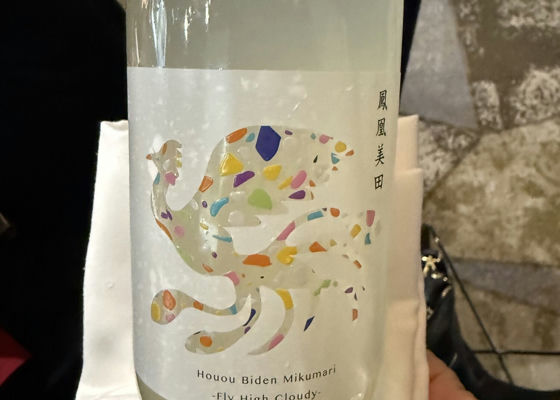 鳳凰美田
Houou Biden Mikumari
-Fly High Cloudy-